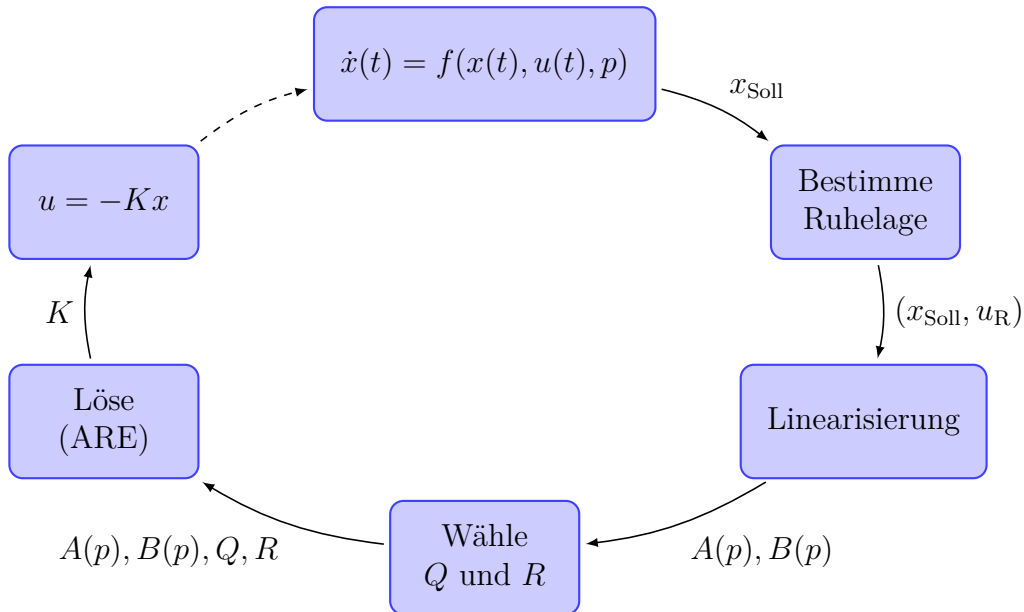 ẋ(t) = f(x(t), u(t), p)
x_Soll
Bestimme
Ruhelage
(x_Soll, u_R)
Linearisierung
A(p), B(p)
Wähle
Q und R
A(p), B(p), Q, R
Löse
(ARE)
K
u = −Kx